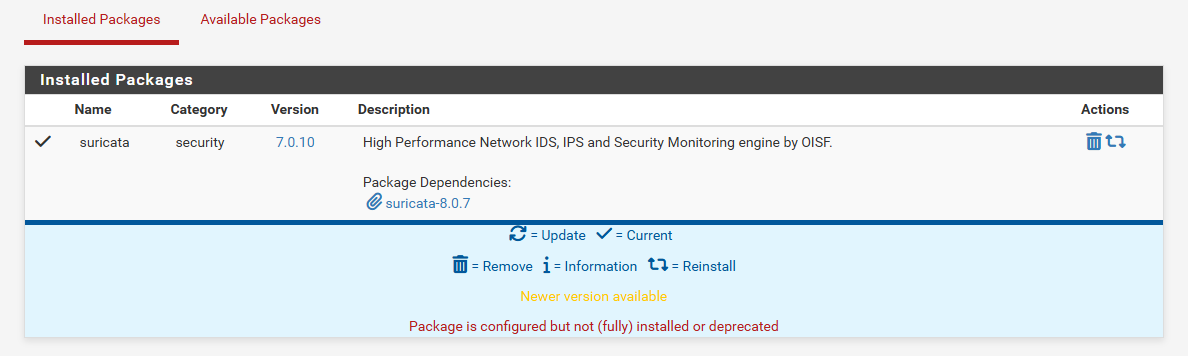 Installed Packages Available Packages
Installed Packages
Name Category Version Description Actions
suricata security 7.0.10 High Performance Network IDS, IPS and Security Monitoring engine by OISF.
Package Dependencies:
suricata-8.0.7
= Update = Current
= Remove = Information = Reinstall
Newer version available
Package is configured but not (fully) installed or deprecated